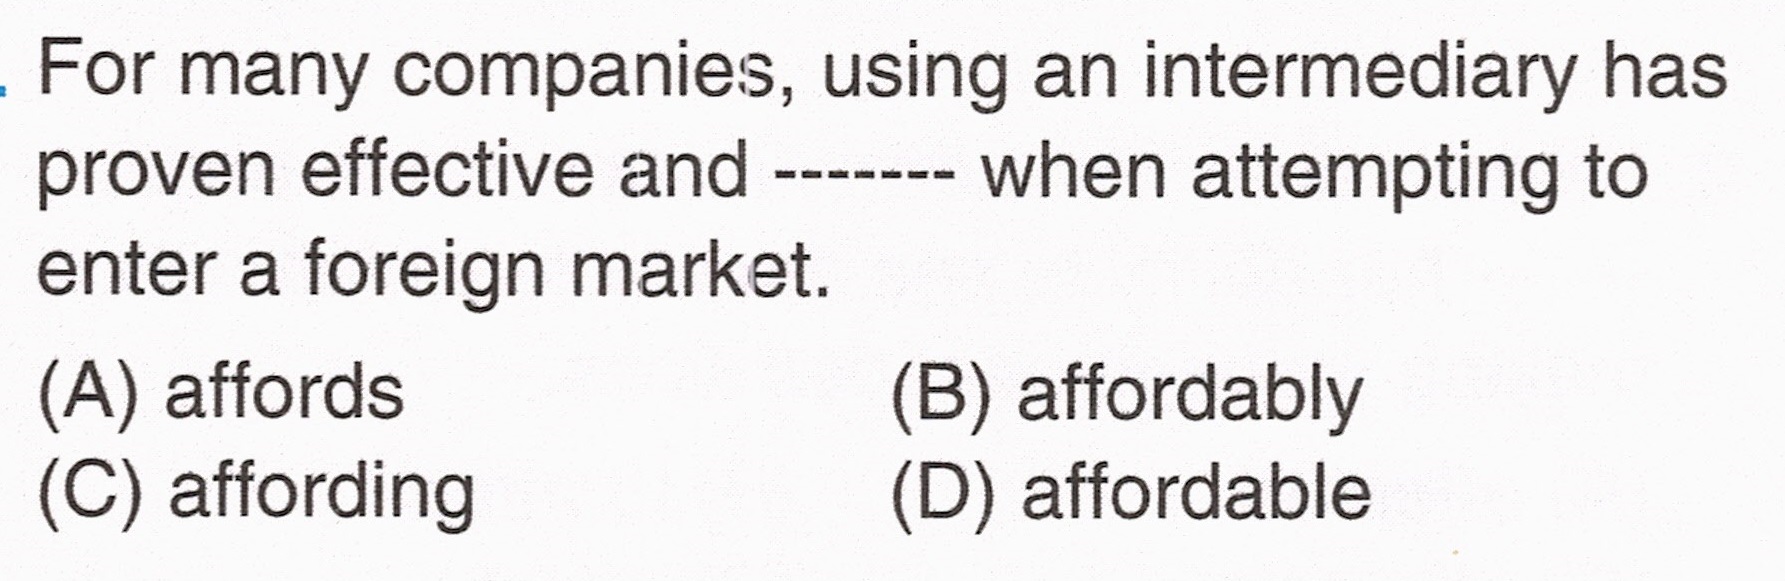 For many companies, using an intermediary has
proven effective and ------- when attempting to
enter a foreign market.
(A) affords (B) affordably
(C) affording (D) affordable